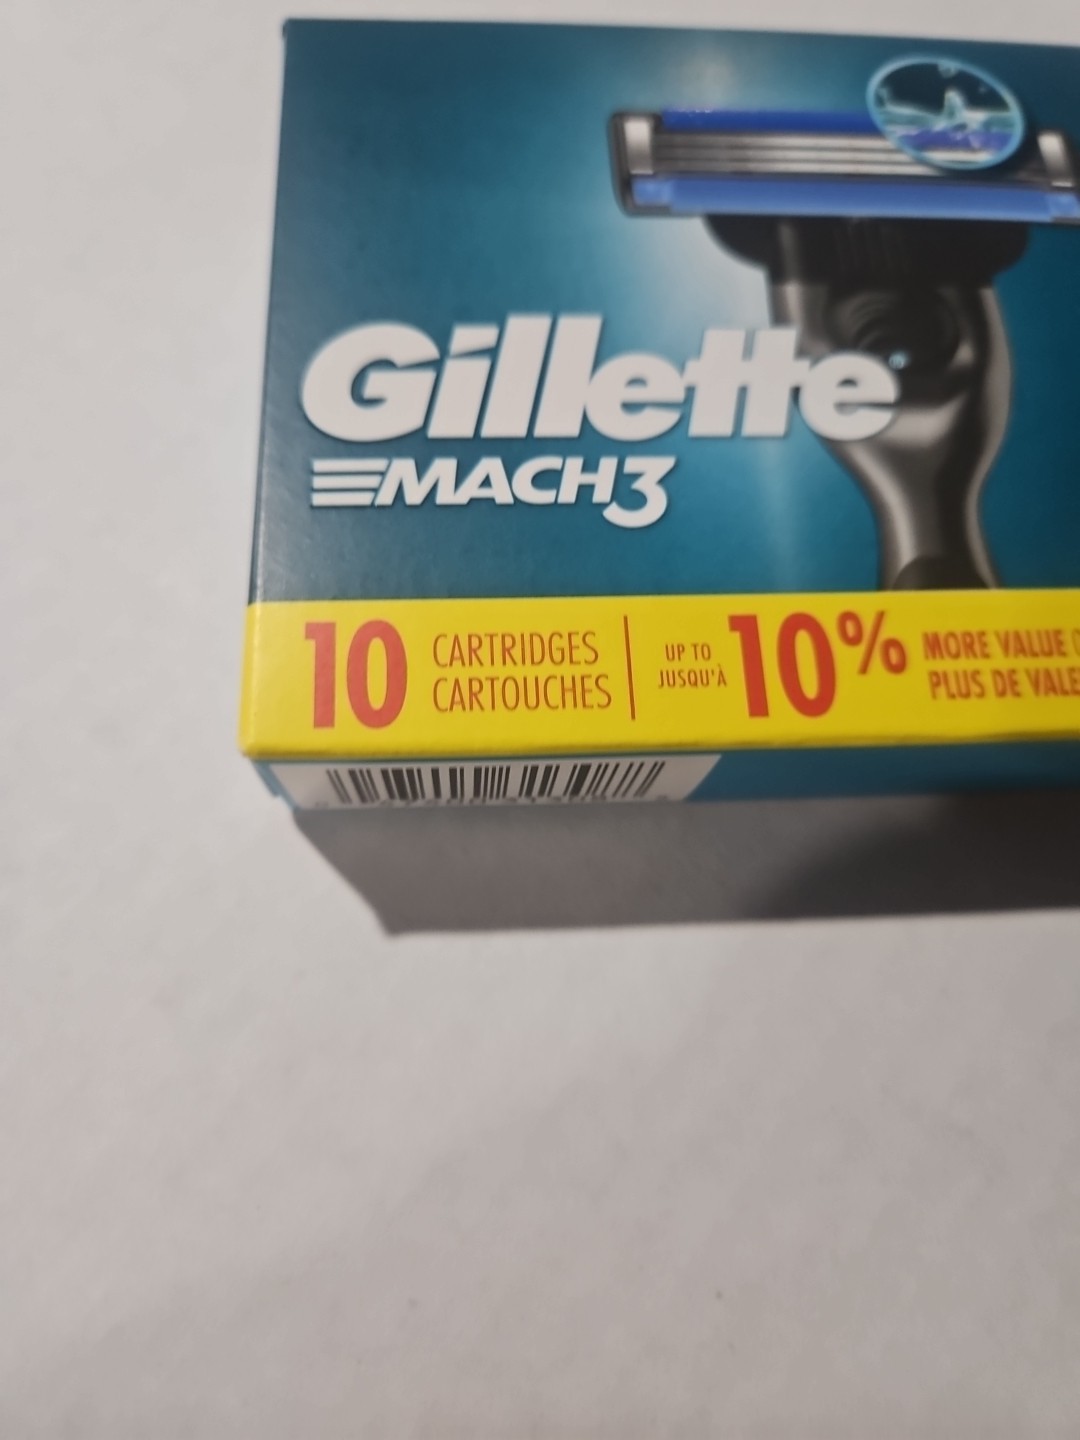 Gillette
MACH3
10 CARTRIDGES
CARTOUCHES
UP TO
JUSQU'À
10%
MORE VALUE
PLUS DE